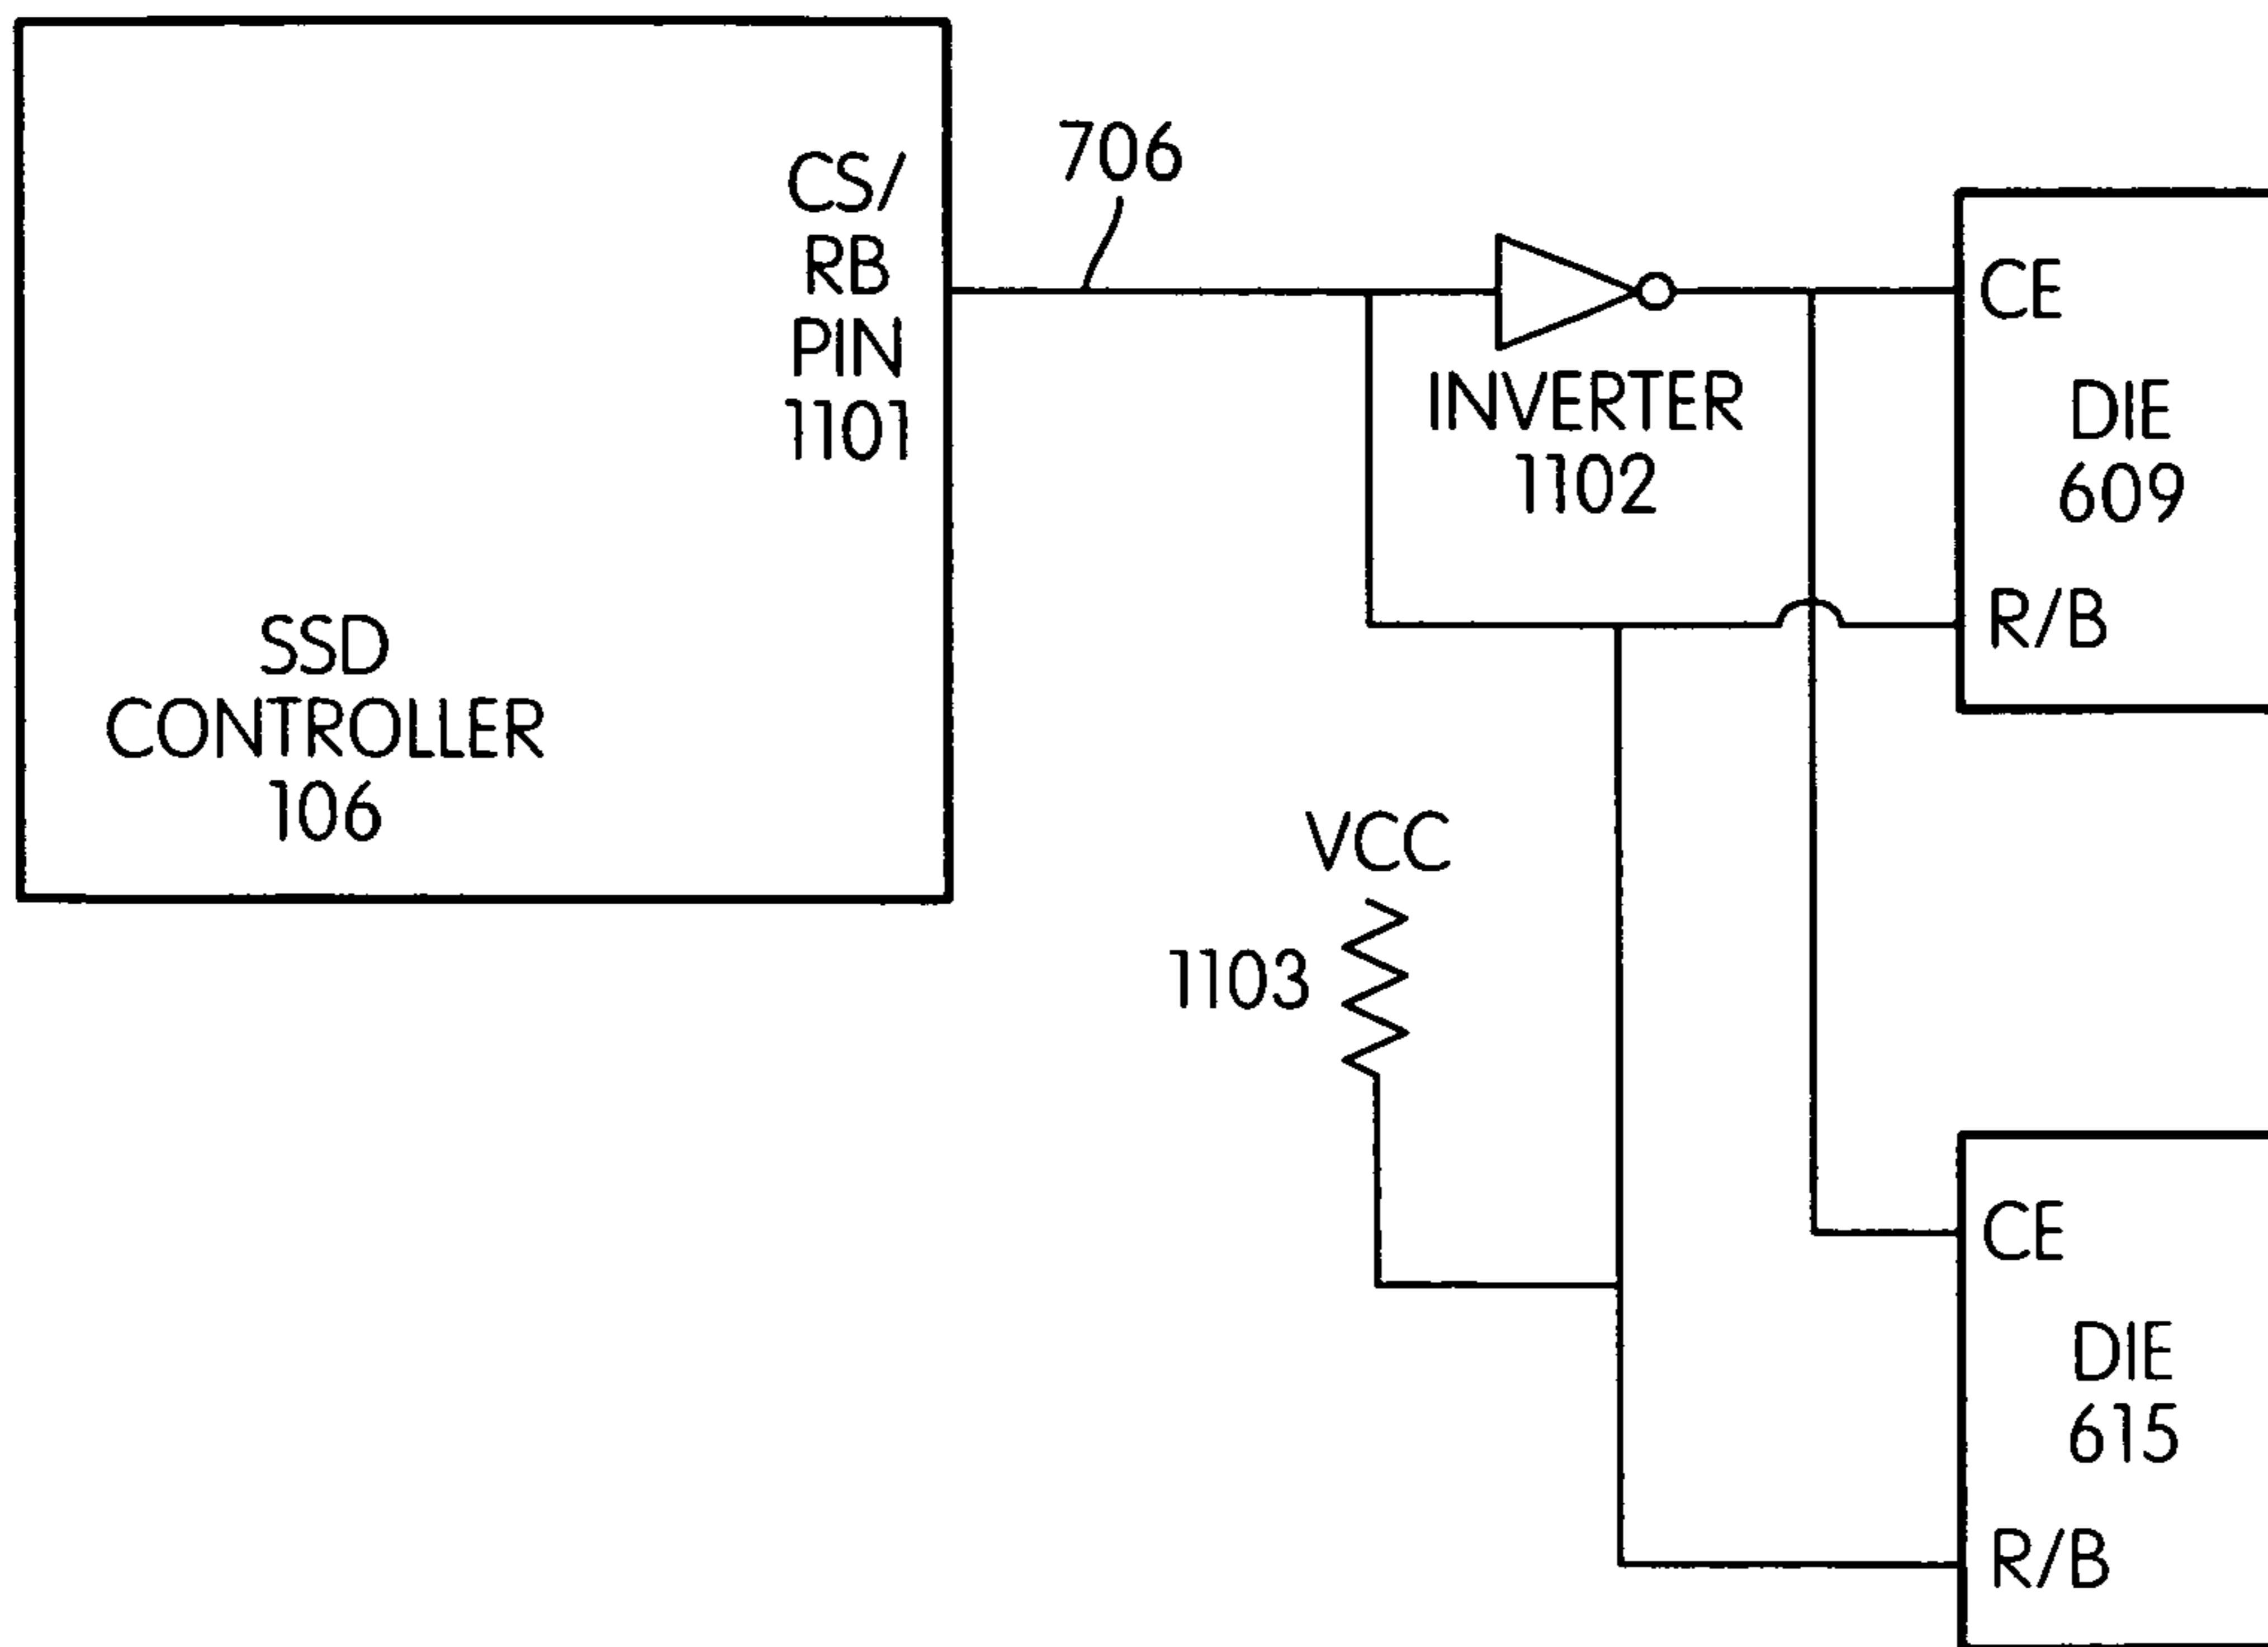 CS/
RB
PIN
1101
SSD
CONTROLLER
106
706
INVERTER
1102
VCC
1103
CE
DIE
609
R/B
CE
DIE
615
R/B